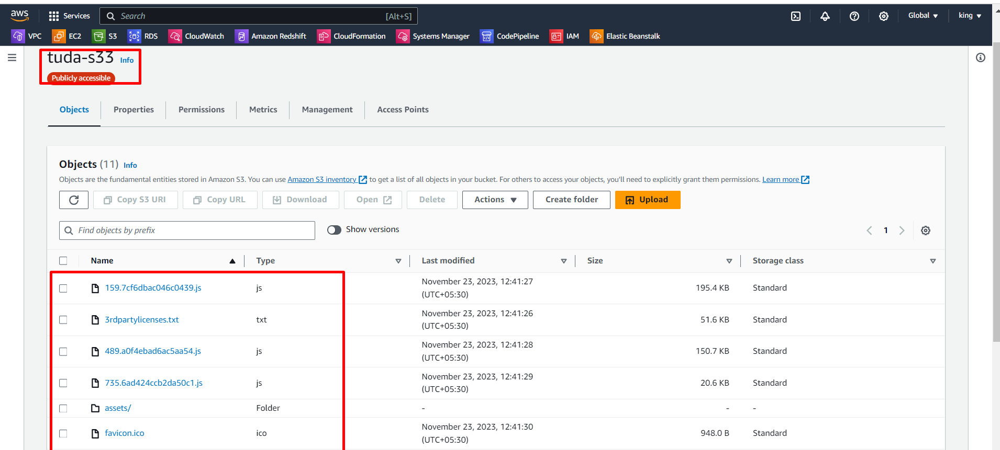 aws Services Search [Alt+S] Global ▼ king ▼
VPC EC2 S3 RDS CloudWatch Amazon Redshift CloudFormation Systems Manager CodePipeline IAM Elastic Beanstalk
tuda-s33 Info
Publicly accessible
Objects Properties Permissions Metrics Management Access Points
Objects (11) Info
Objects are the fundamental entities stored in Amazon S3. You can use Amazon S3 inventory to get a list of all objects in your bucket. For others to access your objects, you'll need to explicitly grant them permissions. Learn more
Copy S3 URI Copy URL Download Open Delete Actions ▼ Create folder Upload
Find objects by prefix Show versions 1
Name Type Last modified Size Storage class
159.7cf6dbac046c0439.js js November 23, 2023, 12:41:27 195.4 KB Standard
(UTC+05:30)
3rdpartylicenses.txt txt November 23, 2023, 12:41:26 51.6 KB Standard
(UTC+05:30)
489.a0f4ebad6ac5aa54.js js November 23, 2023, 12:41:28 150.7 KB Standard
(UTC+05:30)
735.6ad424ccb2da50c1.js js November 23, 2023, 12:41:29 20.6 KB Standard
(UTC+05:30)
assets/ Folder - - -
favicon.ico ico November 23, 2023, 12:41:30 948.0 B Standard
(UTC+05:30)